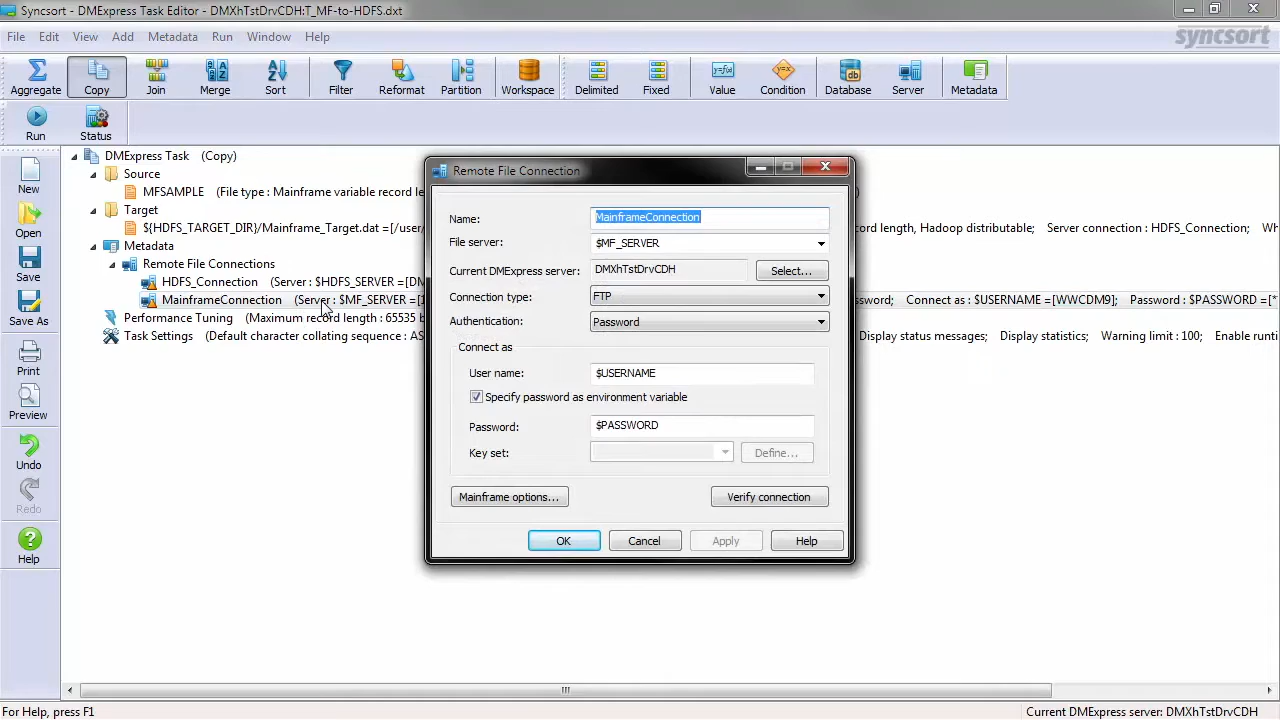 Syncsort - DMExpress Task Editor - DMXhTstDrvCDH:T_MF-to-HDFS.dxt
File Edit View Add Metadata Run Window Help
syncsort
Aggregate Copy Join Merge Sort Filter Reformat Partition Workspace Delimited Fixed Value Condition Database Server Metadata
Run Status
New
Open
Save
Save As
Print
Preview
Undo
Redo
Help
DMExpress Task (Copy)
Source
MFSAMPLE (File type : Mainframe variable record le
Target
${HDFS_TARGET_DIR}/Mainframe_Target.dat =[/user/ ecord length, Hadoop distributable; Server connection : HDFS_Connection; Wh
Metadata
Remote File Connections
HDFS_Connection (Server : $HDFS_SERVER =[DM
MainframeConnection (Server : $MF_SERVER =[ ssword; Connect as : $USERNAME =[WWCDM9]; Password : $PASSWORD =[*
Performance Tuning (Maximum record length : 65535 b
Task Settings (Default character collating sequence : AS Display status messages; Display statistics; Warning limit : 100; Enable runti
Remote File Connection
Name: MainframeConnection
File server: $MF_SERVER
Current DMExpress server: DMXhTstDrvCDH Select...
Connection type: FTP
Authentication: Password
Connect as
User name: $USERNAME
Specify password as environment variable
Password: $PASSWORD
Key set: Define...
Mainframe options... Verify connection
OK Cancel Apply Help
For Help, press F1 Current DMExpress server: DMXhTstDrvCDH